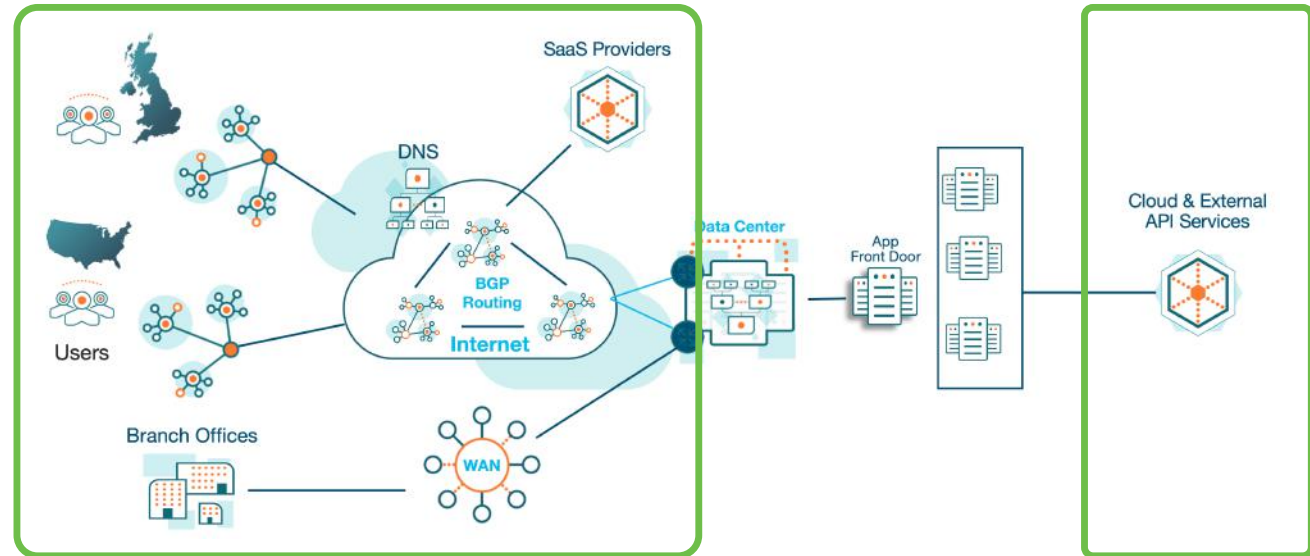 SaaS Providers
DNS
Data Center
App
Front Door
Cloud & External
API Services
BGP
Routing
Internet
Users
Branch Offices
WAN